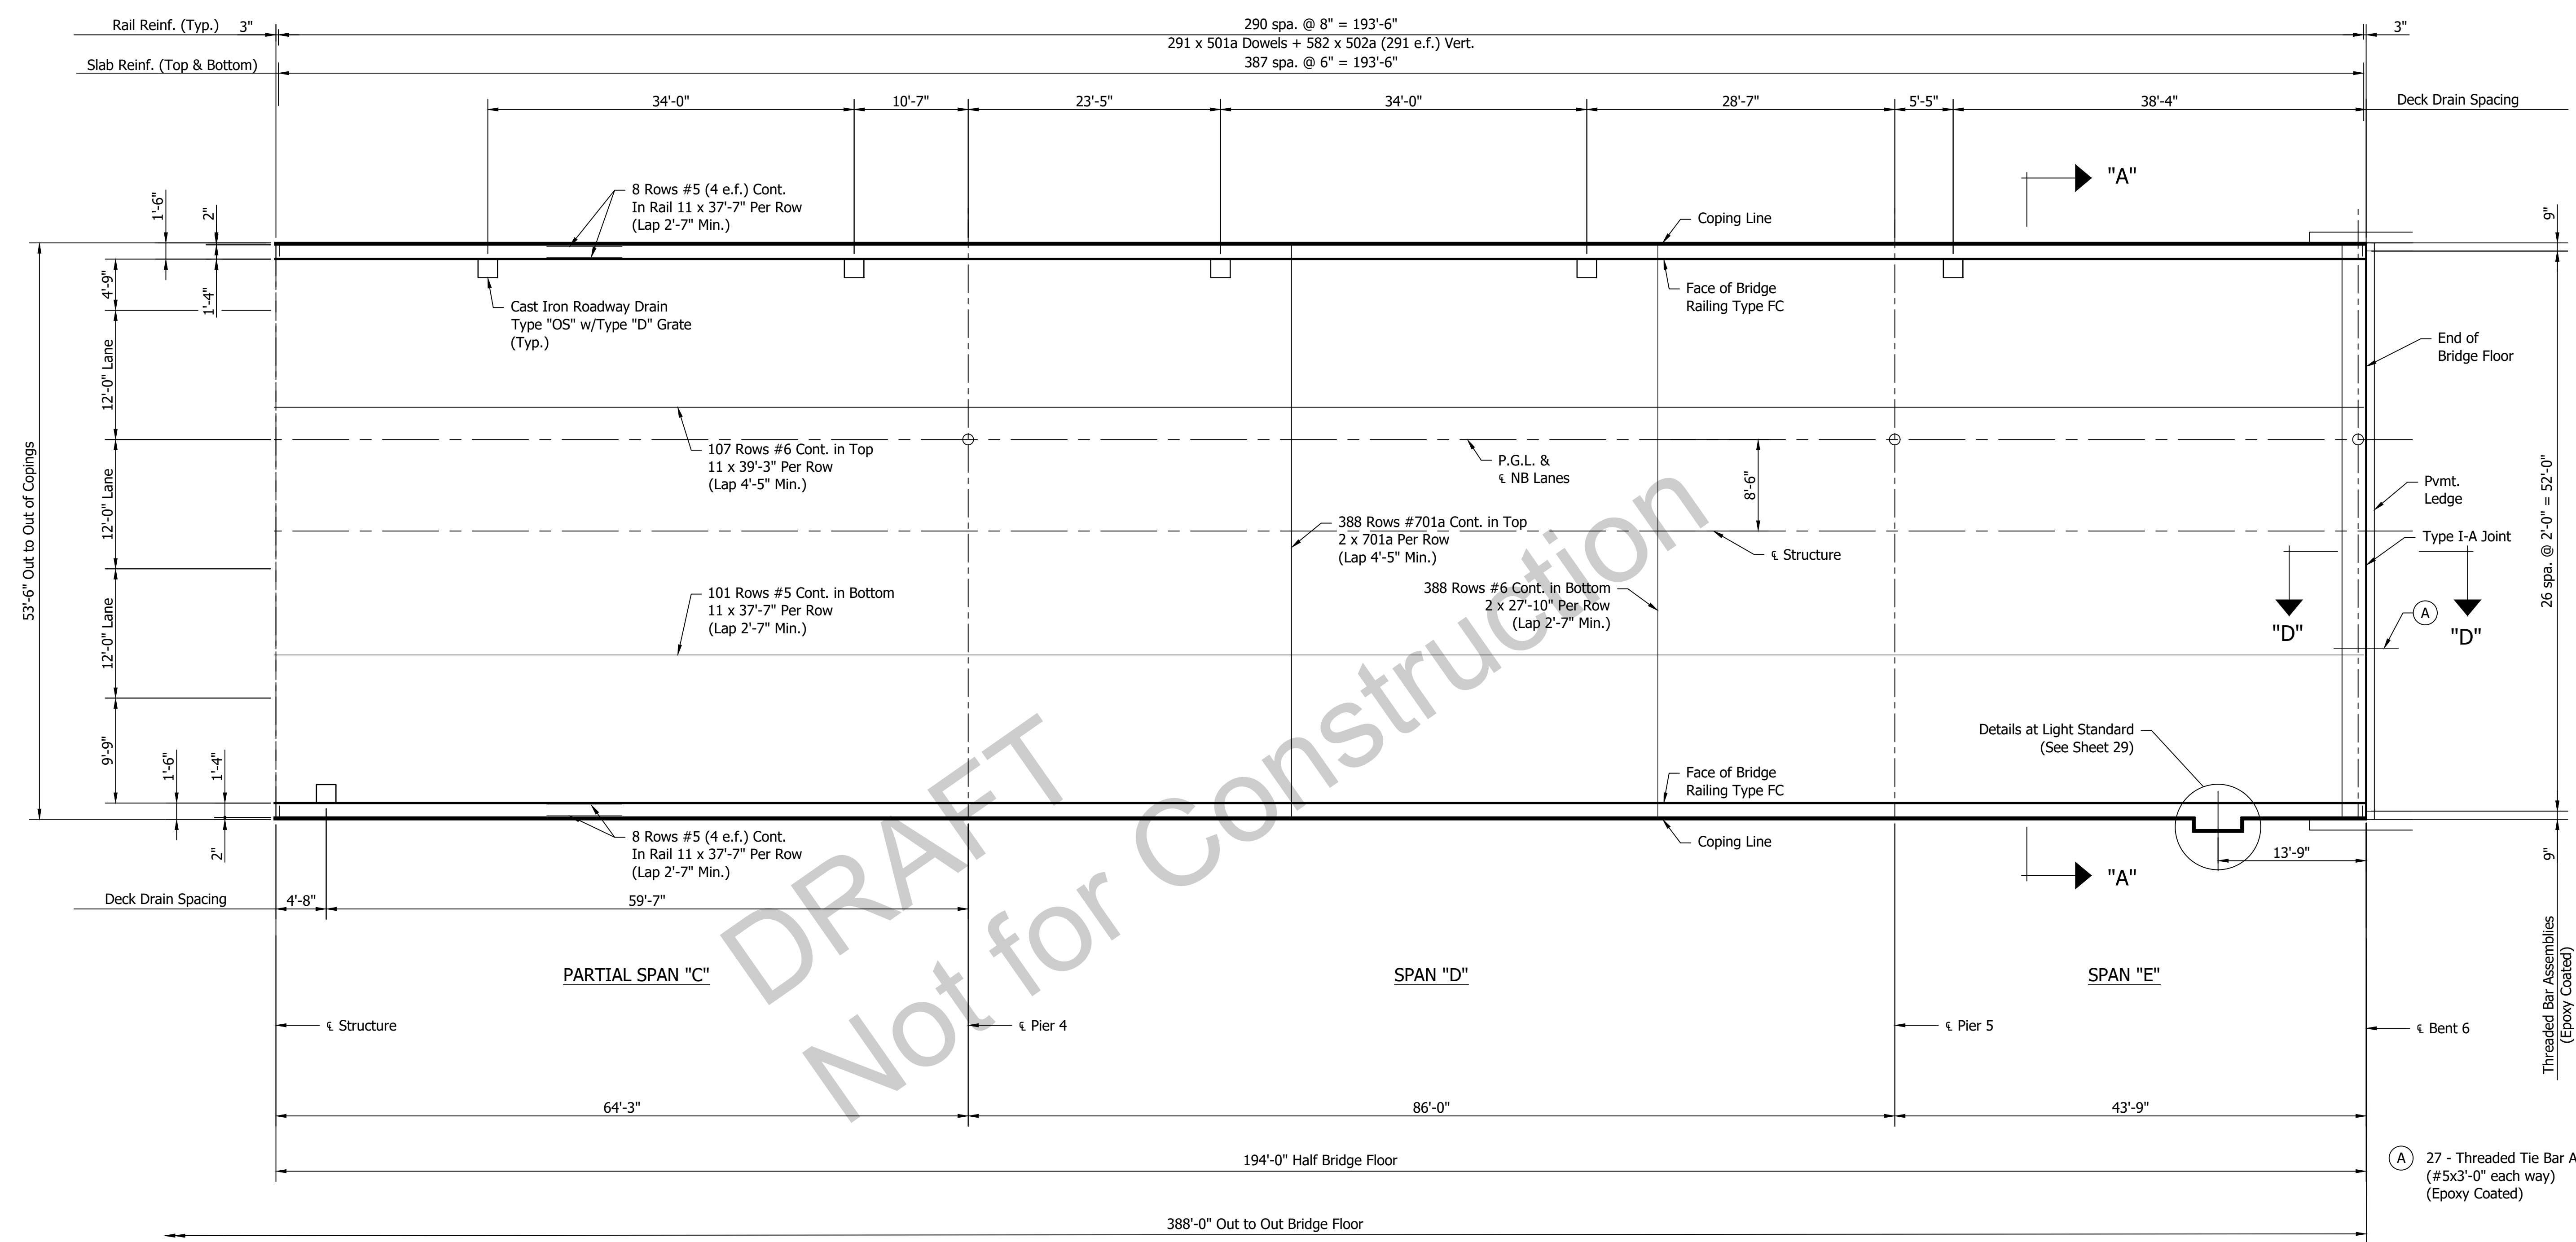 Rail Reinf. (Typ.) 3" 290 spa. @ 8" = 193'-6" 3"
291 x 501a Dowels + 582 x 502a (291 e.f.) Vert.
Slab Reinf. (Top & Bottom) 387 spa. @ 6" = 193'-6"
34'-0" 10'-7" 23'-5" 34'-0" 28'-7" 5'-5" 38'-4" Deck Drain Spacing
"A"
1'-6" 2"
8 Rows #5 (4 e.f.) Cont.
In Rail 11 x 37'-7" Per Row
(Lap 2'-7" Min.)
Coping Line
9"
4'-9" 1'-4"
Cast Iron Roadway Drain
Type "OS" w/Type "D" Grate
(Typ.)
Face of Bridge
Railing Type FC
End of
Bridge Floor
12'-0" Lane
53'-6" Out to Out of Copings
107 Rows #6 Cont. in Top
11 x 39'-3" Per Row
(Lap 4'-5" Min.)
P.G.L. &
℄ NB Lanes
8'-6"
Pvmt.
Ledge
26 spa. @ 2'-0" = 52'-0"
12'-0" Lane
388 Rows #701a Cont. in Top
2 x 701a Per Row
(Lap 4'-5" Min.)
℄ Structure
Type I-A Joint
12'-0" Lane
101 Rows #5 Cont. in Bottom
11 x 37'-7" Per Row
(Lap 2'-7" Min.)
388 Rows #6 Cont. in Bottom
2 x 27'-10" Per Row
(Lap 2'-7" Min.)
A
"D" "D"
9'-9"
1'-6" 1'-4"
Details at Light Standard
(See Sheet 29)
Face of Bridge
Railing Type FC
2"
8 Rows #5 (4 e.f.) Cont.
In Rail 11 x 37'-7" Per Row
(Lap 2'-7" Min.)
Coping Line
13'-9"
9"
"A"
Deck Drain Spacing 4'-8" 59'-7"
Threaded Bar Assemblies
(Epoxy Coated)
DRAFT
Not for Construction
PARTIAL SPAN "C" SPAN "D" SPAN "E"
℄ Structure ℄ Pier 4 ℄ Pier 5 ℄ Bent 6
64'-3" 86'-0" 43'-9"
194'-0" Half Bridge Floor
A 27 - Threaded Tie Bar A
(#5x3'-0" each way)
(Epoxy Coated)
388'-0" Out to Out Bridge Floor